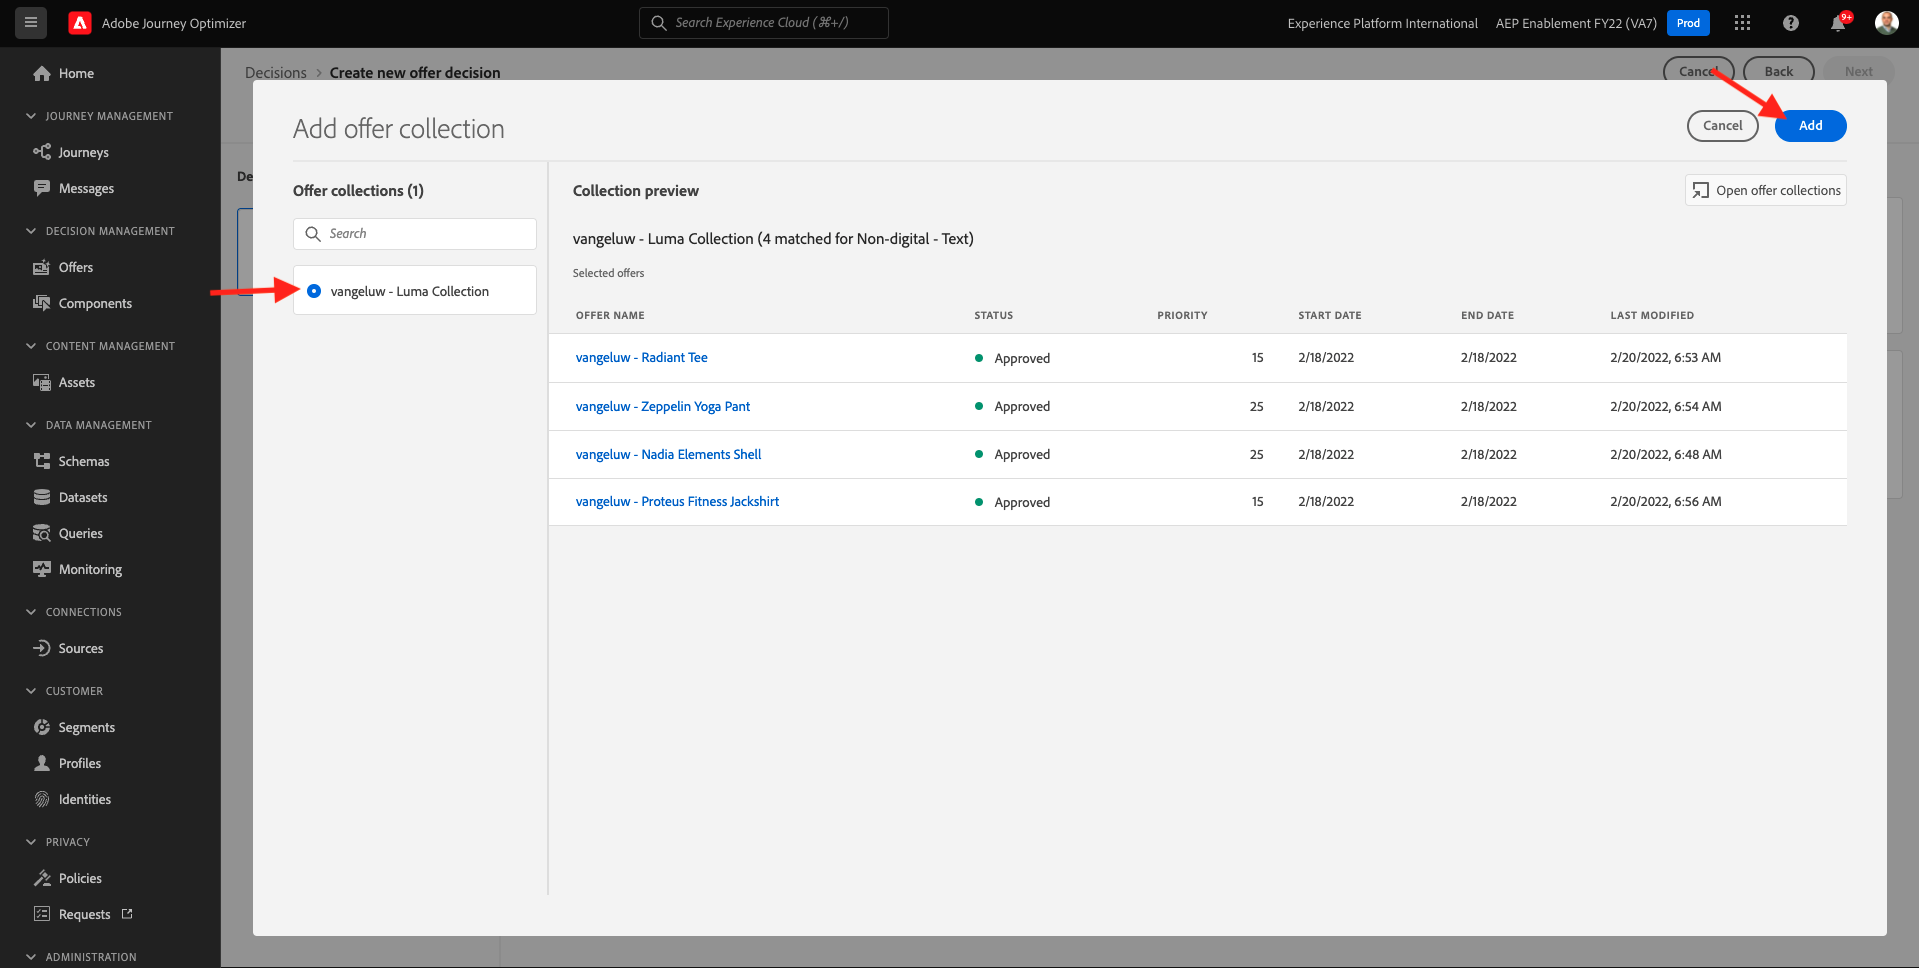 Adobe Journey Optimizer
Search Experience Cloud (⌘+/)
Experience Platform International
AEP Enablement FY22 (VA7)
Prod
9+
Home
JOURNEY MANAGEMENT
Journeys
Messages
DECISION MANAGEMENT
Offers
Components
CONTENT MANAGEMENT
Assets
DATA MANAGEMENT
Schemas
Datasets
Queries
Monitoring
CONNECTIONS
Sources
CUSTOMER
Segments
Profiles
Identities
PRIVACY
Policies
Requests
ADMINISTRATION
Decisions > Create new offer decision
Cancel
Back
Next
De
Add offer collection
Cancel
Add
Offer collections (1)
Search
vangeluw - Luma Collection
Collection preview
Open offer collections
vangeluw - Luma Collection (4 matched for Non-digital - Text)
Selected offers
OFFER NAME STATUS PRIORITY START DATE END DATE LAST MODIFIED
vangeluw - Radiant Tee Approved 15 2/18/2022 2/18/2022 2/20/2022, 6:53 AM
vangeluw - Zeppelin Yoga Pant Approved 25 2/18/2022 2/18/2022 2/20/2022, 6:54 AM
vangeluw - Nadia Elements Shell Approved 25 2/18/2022 2/18/2022 2/20/2022, 6:48 AM
vangeluw - Proteus Fitness Jackshirt Approved 15 2/18/2022 2/18/2022 2/20/2022, 6:56 AM